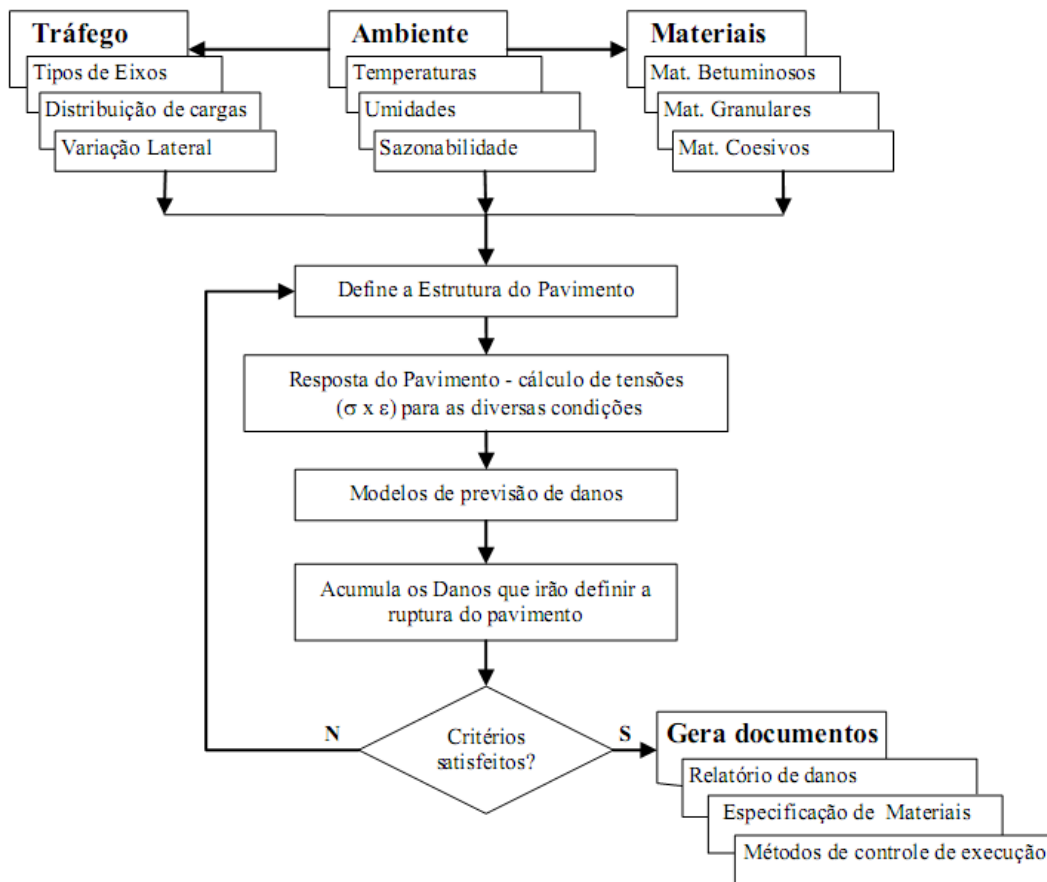 Tráfego
Tipos de Eixos
Distribuição de cargas
Variação Lateral
Ambiente
Temperaturas
Umidades
Sazonabilidade
Materiais
Mat. Betuminosos
Mat. Granulares
Mat. Coesivos
Define a Estrutura do Pavimento
Resposta do Pavimento - cálculo de tensões
(σ x ε) para as diversas condições
Modelos de previsão de danos
Acumula os Danos que irão definir a
ruptura do pavimento
Critérios
satisfeitos?
N
S
Gera documentos
Relatório de danos
Especificação de Materiais
Métodos de controle de execução